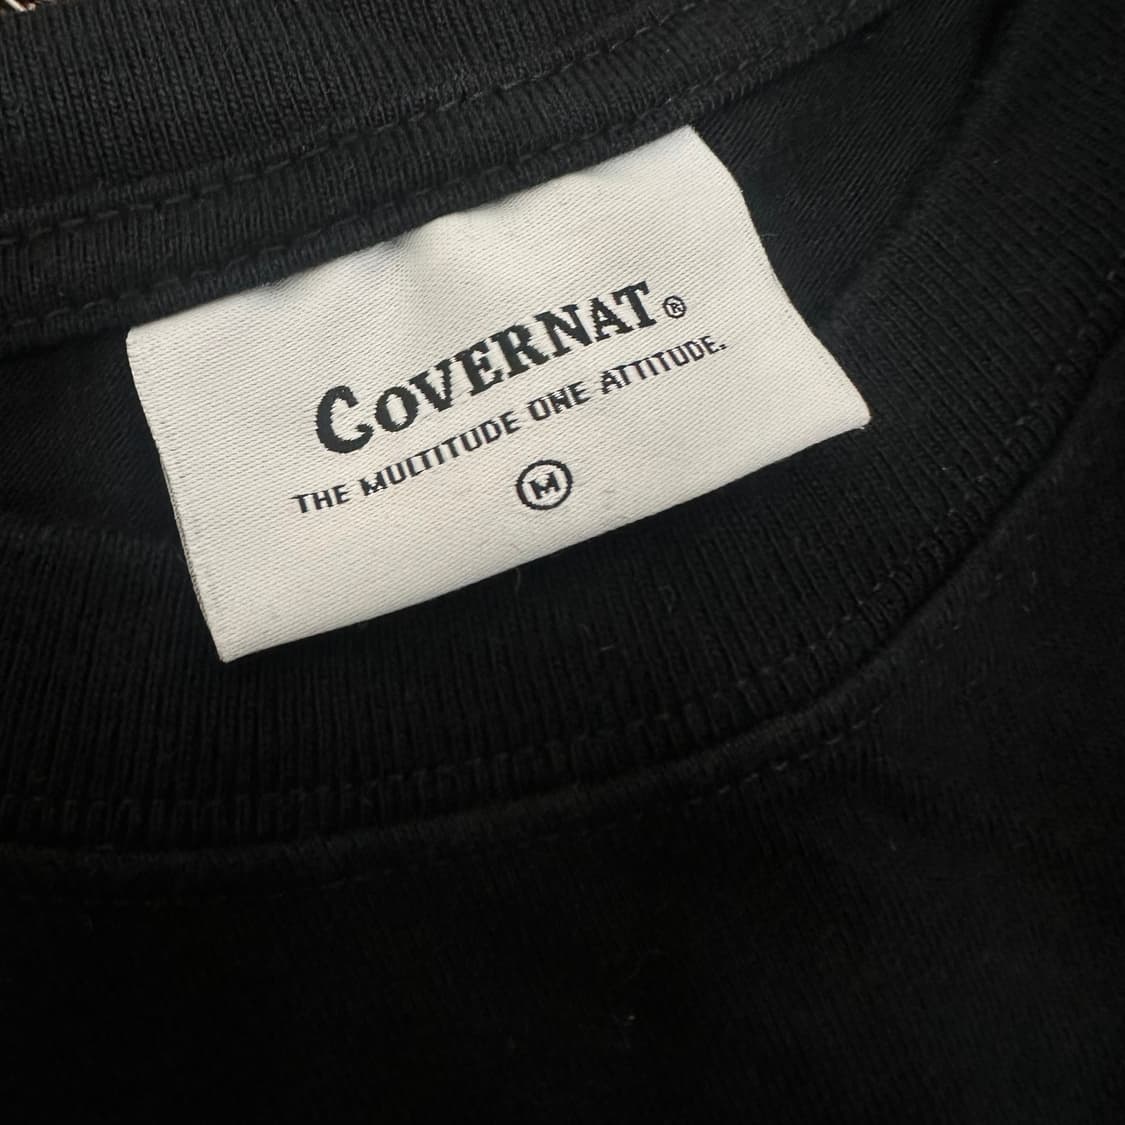 COVERNAT®
THE MULTITUDE ONE ATTITUDE.
M